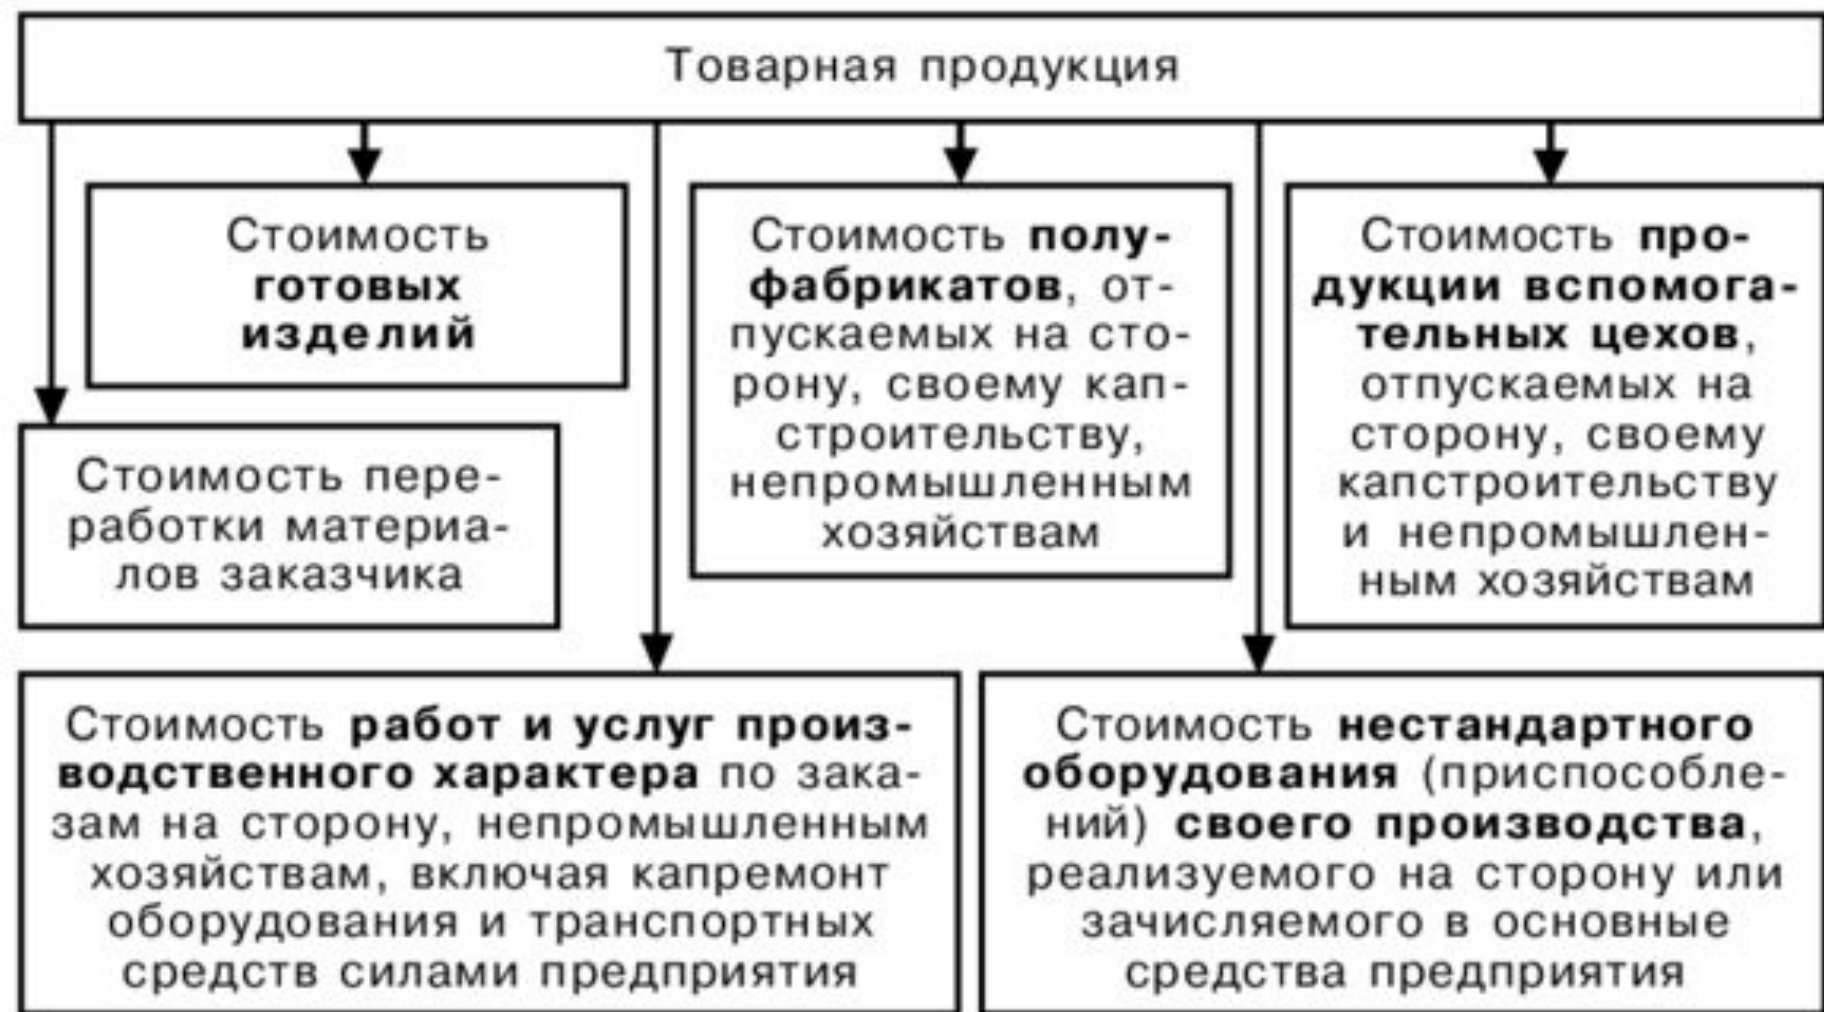 Товарная продукция
Стоимость
готовых
изделий
Стоимость полу-
фабрикатов, от-
пускаемых на сто-
рону, своему кап-
строительству,
непромышленным
хозяйствам
Стоимость про-
дукции вспомога-
тельных цехов,
отпускаемых на
сторону, своему
капстроительству
и непромышлен-
ным хозяйствам
Стоимость пере-
работки материа-
лов заказчика
Стоимость работ и услуг произ-
водственного характера по зака-
зам на сторону, непромышленным
хозяйствам, включая капремонт
оборудования и транспортных
средств силами предприятия
Стоимость нестандартного
оборудования (приспособле-
ний) своего производства,
реализуемого на сторону или
зачисляемого в основные
средства предприятия